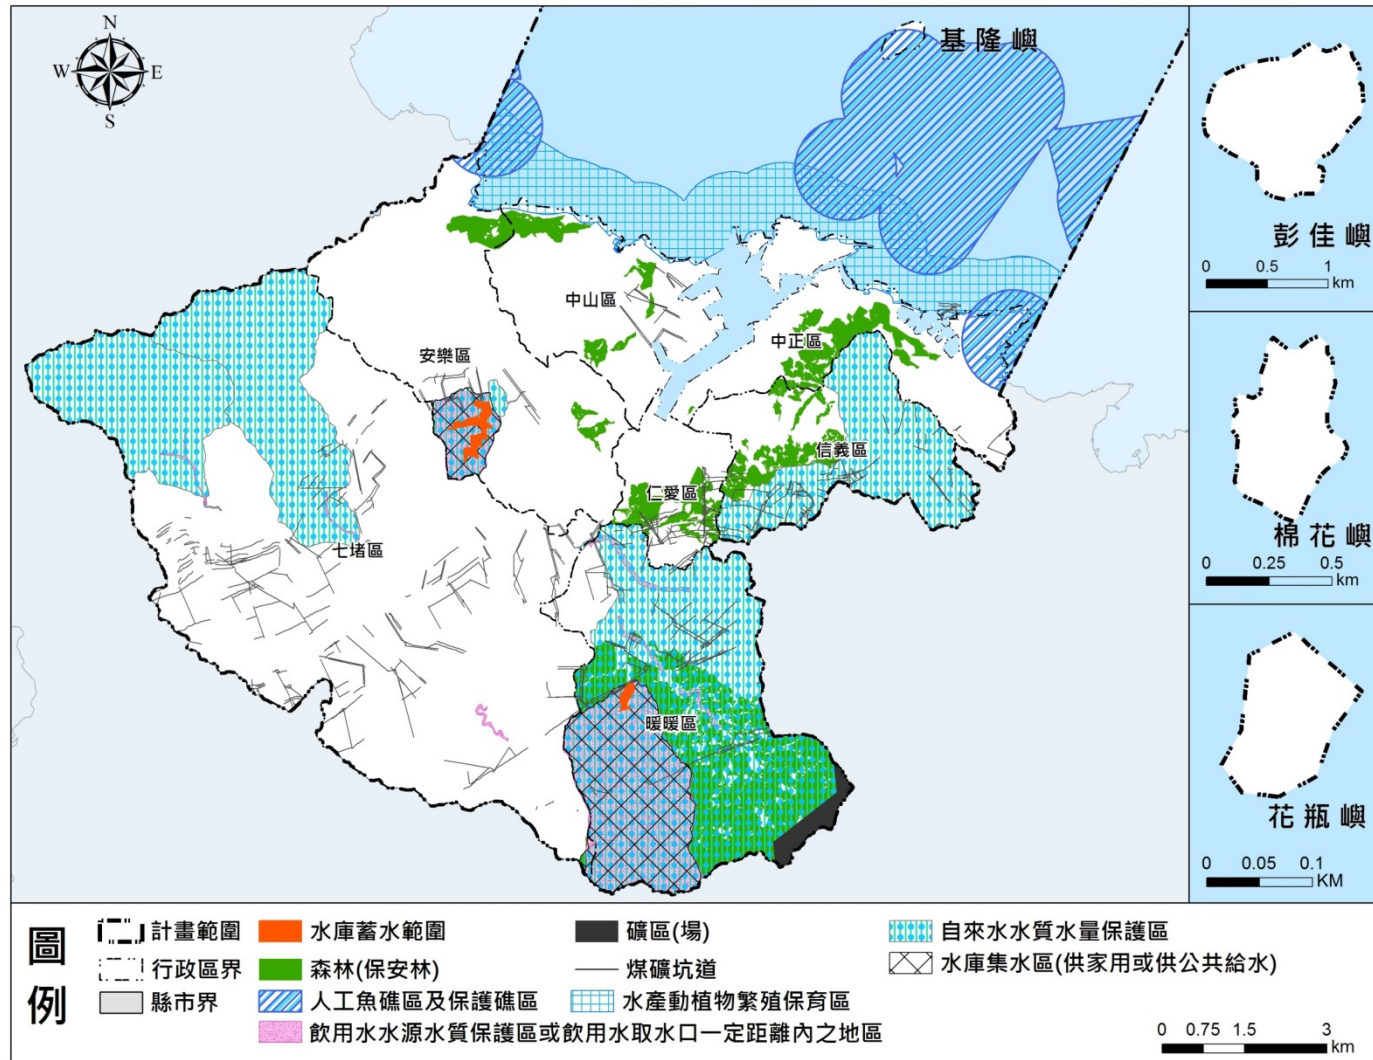 N
W
E
S
基隆嶼
彭佳嶼
0 0.5 1
km
中山區
中正區
安樂區
信義區
仁愛區
七堵區
暖暖區
棉花嶼
0 0.25 0.5
km
花瓶嶼
0 0.05 0.1
KM
圖例
計畫範圍
水庫蓄水範圍
礦區(場)
自來水水質水量保護區
行政區界
森林(保安林)
煤礦坑道
水庫集水區(供家用或供公共給水)
縣市界
人工魚礁區及保護礁區
水產動植物繁殖保育區
飲用水水源水質保護區或飲用水取水口一定距離內之地區
0 0.75 1.5 3
km